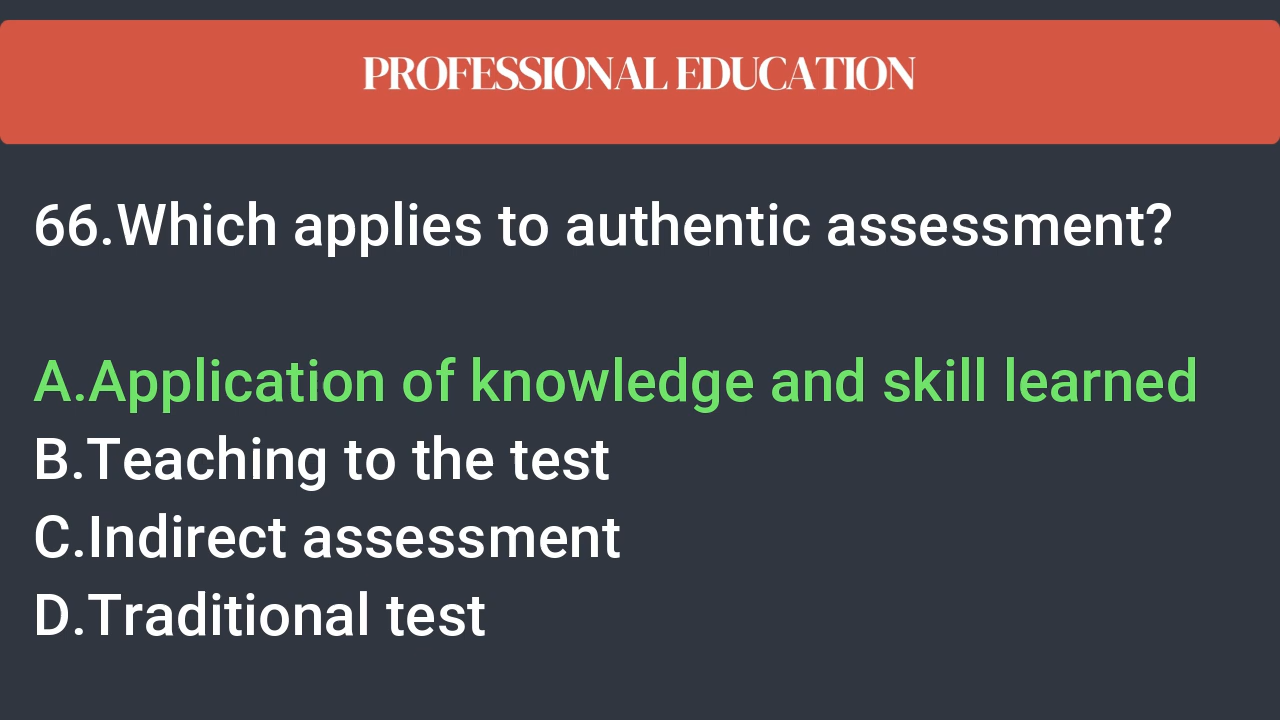 PROFESSIONAL EDUCATION
66.Which applies to authentic assessment?
A.Application of knowledge and skill learned
B.Teaching to the test
C.Indirect assessment
D.Traditional test